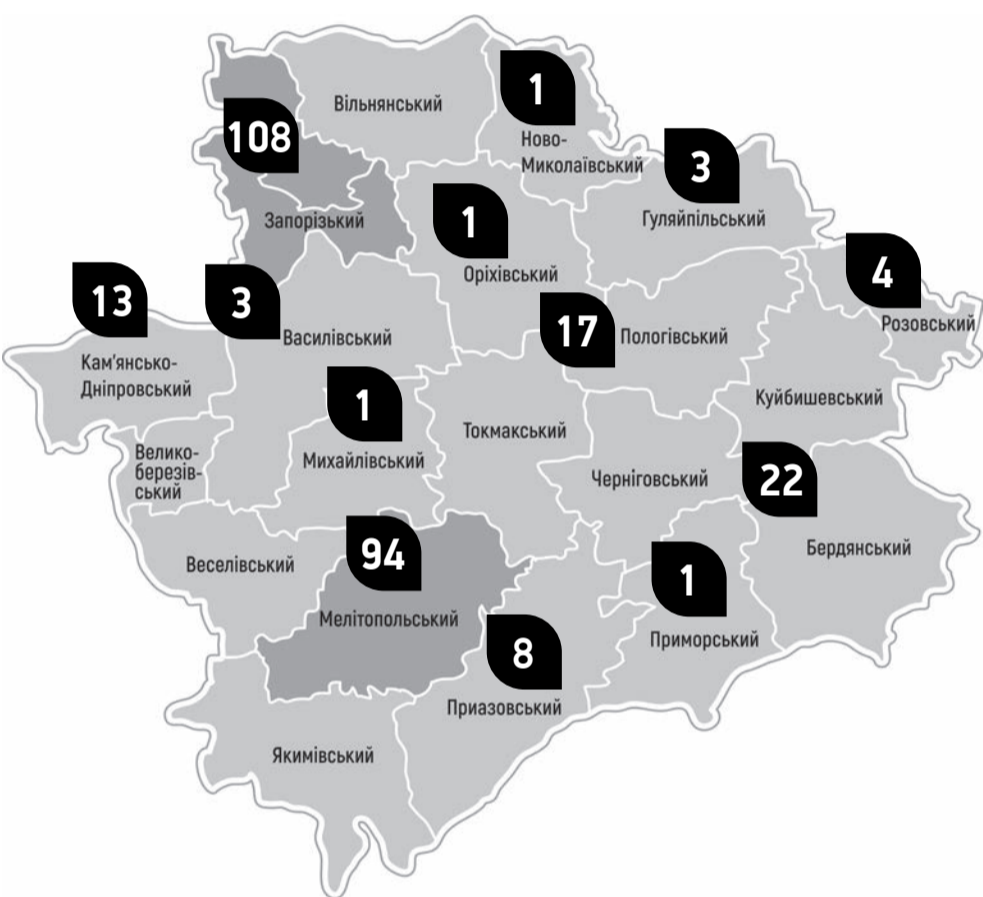 1
Вільнянський
108
Ново-
Миколаївський
3
Гуляйпільський
Запорізький
1
Оріхівський
4
Розовський
13
3
17
Пологівський
Василівський
Кам'янсько-
Дніпровський
1
Куйбишевський
Токмакський
Михайлівський
Велико-
березів-
ський
Черніговський
22
94
Бердянський
Веселівський
1
Мелітопольський
Приморський
8
Приазовський
Якимівський